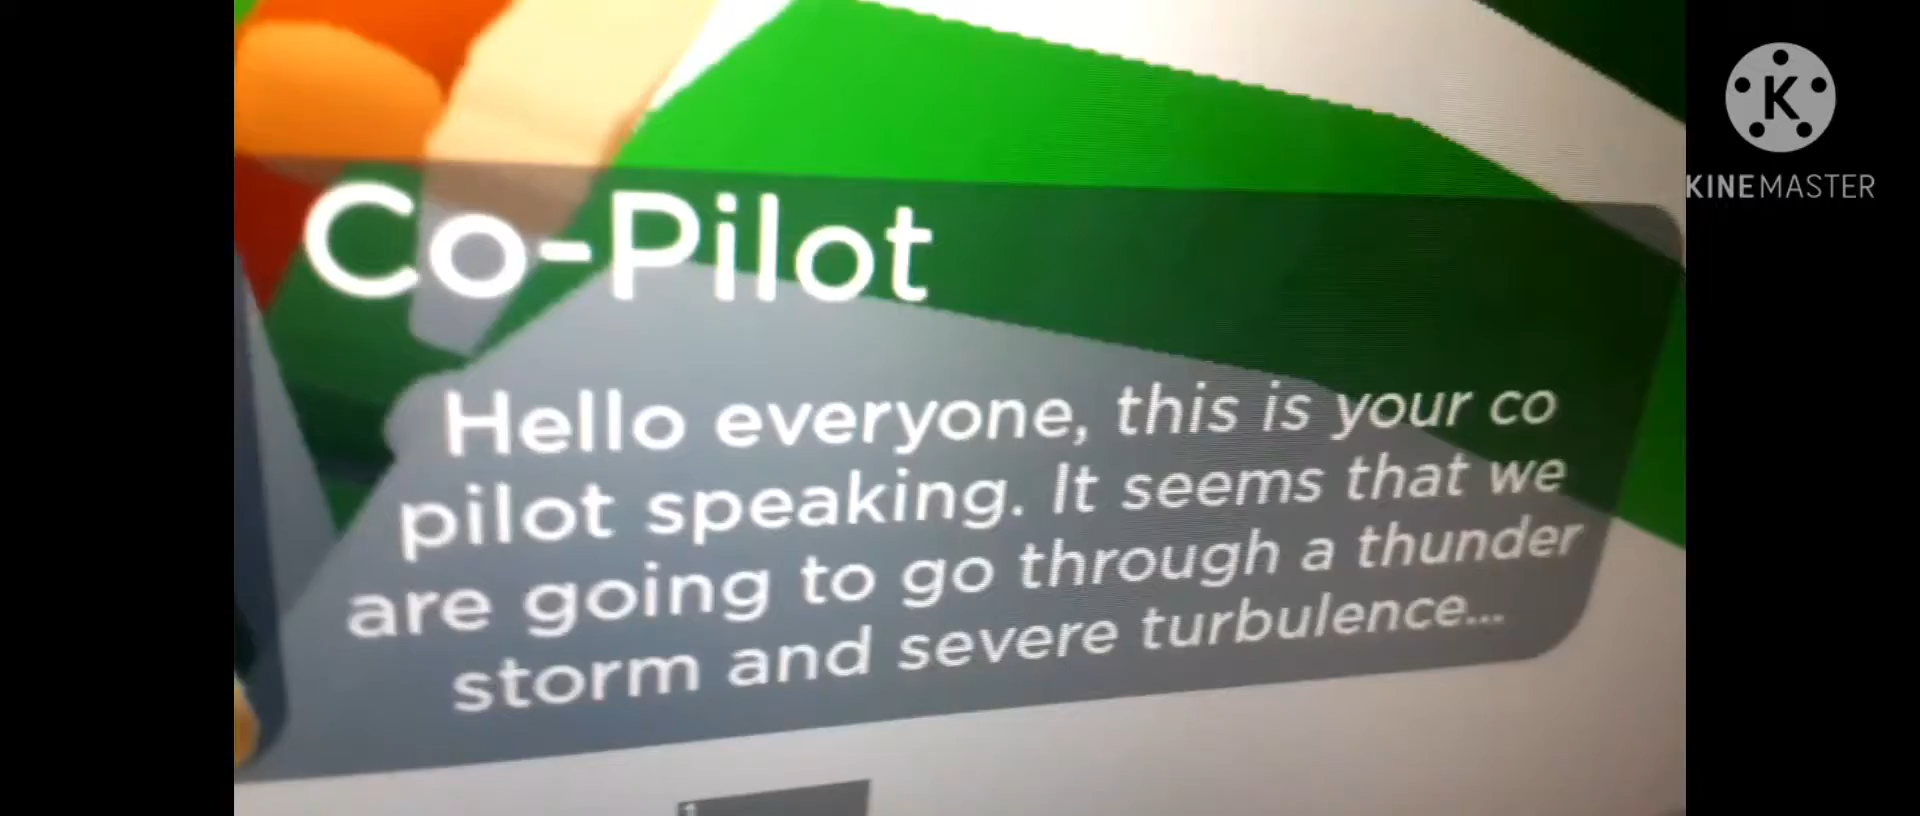 Co-Pilot
Hello everyone, this is your co
pilot speaking. It seems that we
are going to go through a thunder
storm and severe turbulence...
1
K
KINEMASTER